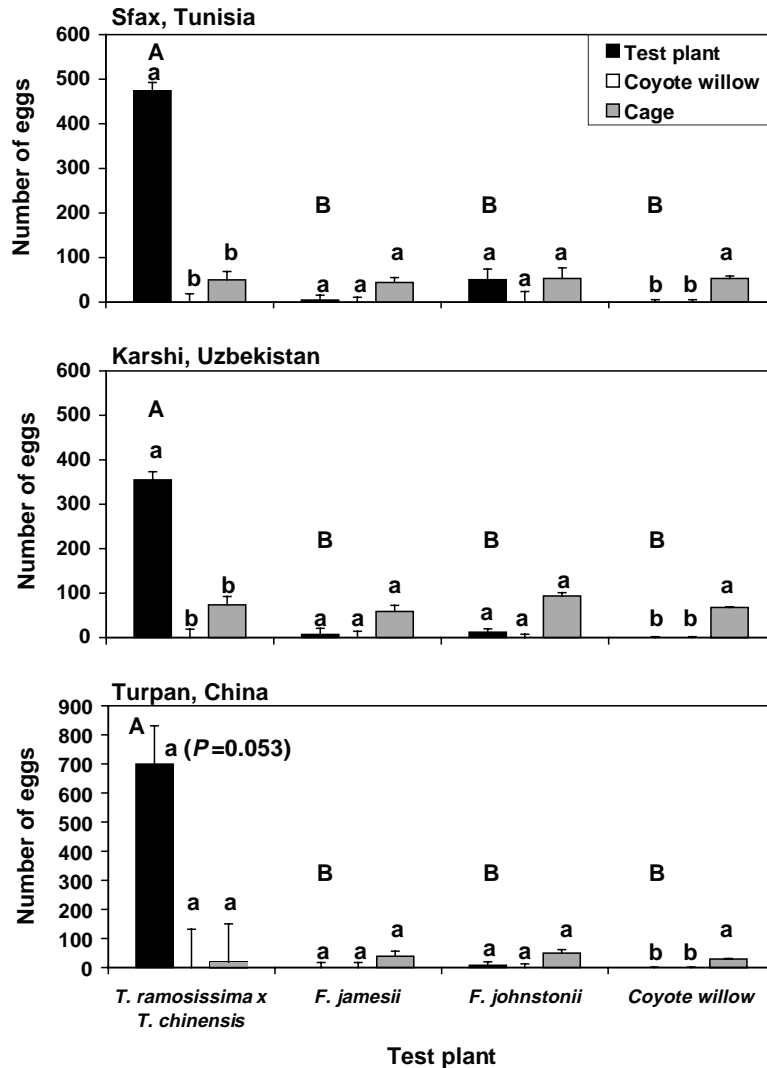 Sfax, Tunisia
600
500
400
300
200
100
0
Number of eggs
A
a
b
b
B
a
a
a
B
a
a
a
B
b
b
a
Test plant
Coyote willow
Cage
Karshi, Uzbekistan
600
500
400
300
200
100
0
Number of eggs
A
a
b
b
B
a
a
a
B
a
a
a
B
b
b
a
Turpan, China
900
800
700
600
500
400
300
200
100
0
Number of eggs
A
a (P=0.053)
a
a
B
a
a
a
B
a
a
a
B
b
b
a
T. ramosissima x
T. chinensis
F. jamesii
F. johnstonii
Coyote willow
Test plant